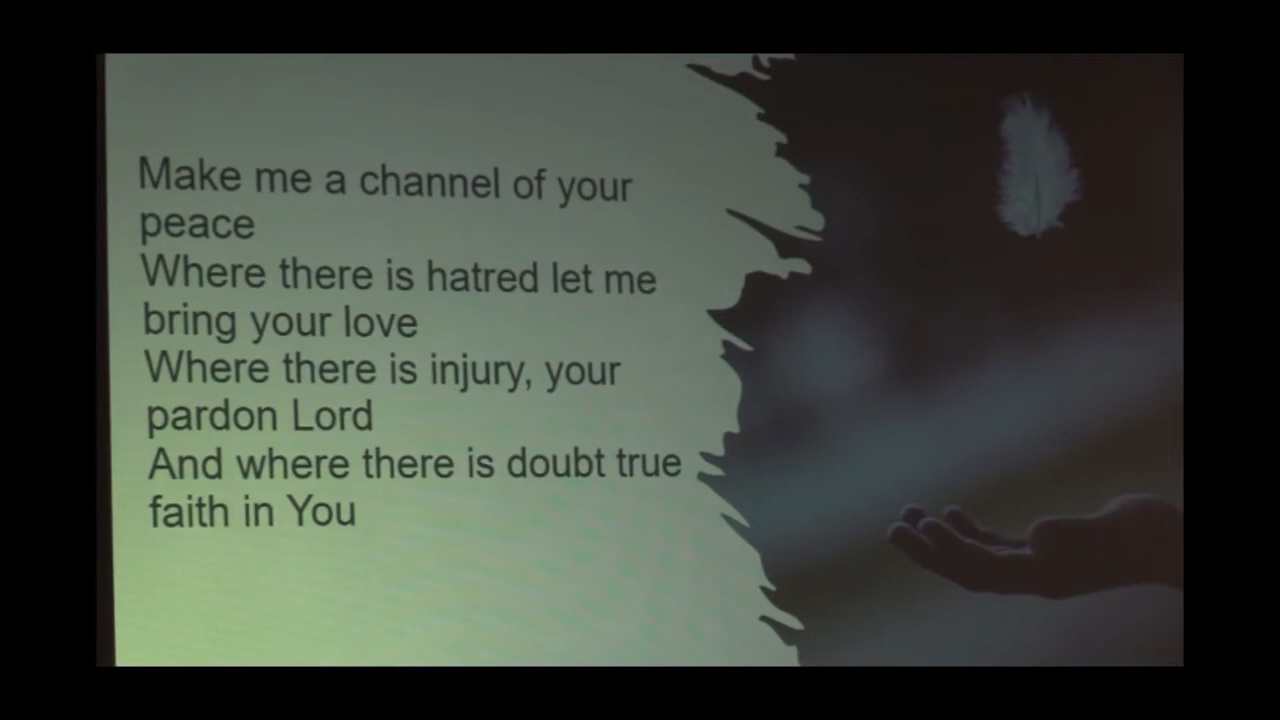 Make me a channel of your
peace
Where there is hatred let me
bring your love
Where there is injury, your
pardon Lord
And where there is doubt true
faith in You